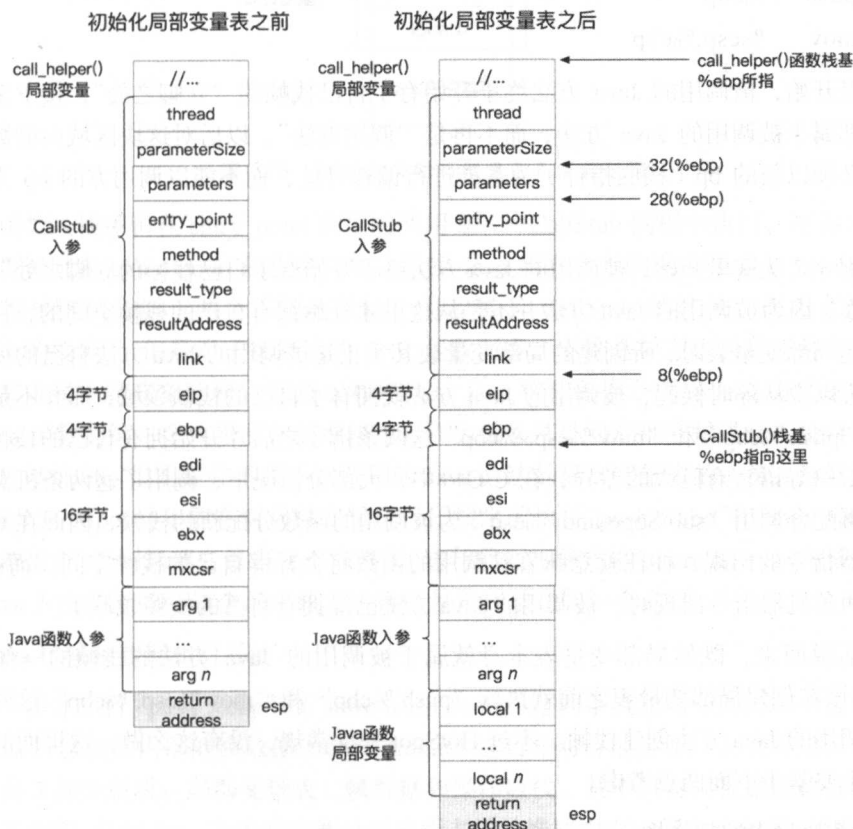 初始化局部变量表之前
call_helper()
局部变量
//...
thread
parameterSize
parameters
entry_point
CallStub
入参
method
result_type
resultAddress
link
4字节
eip
4字节
ebp
edi
esi
16字节
ebx
mxcsr
arg 1
Java函数入参
...
arg n
return
address
esp
初始化局部变量表之后
call_helper()
局部变量
//...
call_helper()函数栈基
%ebp所指
thread
parameterSize
32(%ebp)
parameters
28(%ebp)
entry_point
CallStub
入参
method
result_type
resultAddress
link
8(%ebp)
4字节
eip
4字节
ebp
CallStub()栈基
%ebp指向这里
edi
esi
16字节
ebx
mxcsr
arg 1
Java函数入参
...
arg n
local 1
Java函数
局部变量
...
local n
return
address
esp